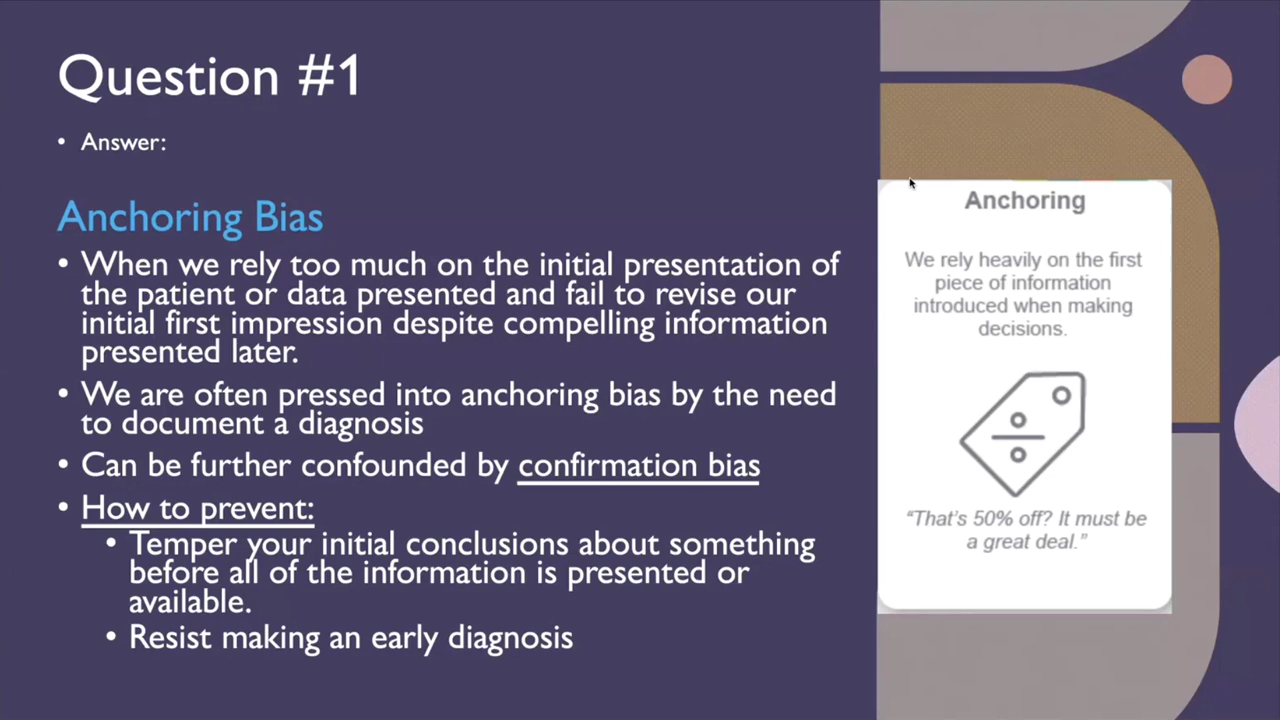 Question #1
• Answer:
Anchoring Bias
• When we rely too much on the initial presentation of
the patient or data presented and fail to revise our
initial first impression despite compelling information
presented later.
• We are often pressed into anchoring bias by the need
to document a diagnosis
• Can be further confounded by confirmation bias
• How to prevent:
• Temper your initial conclusions about something
before all of the information is presented or
available.
• Resist making an early diagnosis
Anchoring
We rely heavily on the first
piece of information
introduced when making
decisions.
“That’s 50% off? It must be
a great deal.”